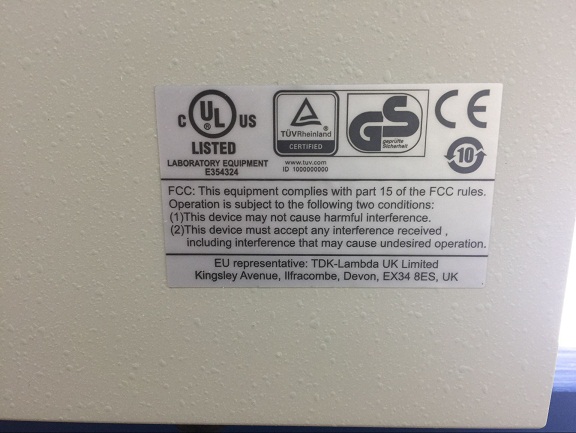 C UL US
®
LISTED
LABORATORY EQUIPMENT
E354324
TÜVRheinland
®
CERTIFIED
www.tuv.com
ID 1000000000
GS
geprüfte
Sicherheit
CE
10
FCC: This equipment complies with part 15 of the FCC rules.
Operation is subject to the following two conditions:
(1)This device may not cause harmful interference.
(2)This device must accept any interference received ,
including interference that may cause undesired operation.
EU representative: TDK-Lambda UK Limited
Kingsley Avenue, Ilfracombe, Devon, EX34 8ES, UK